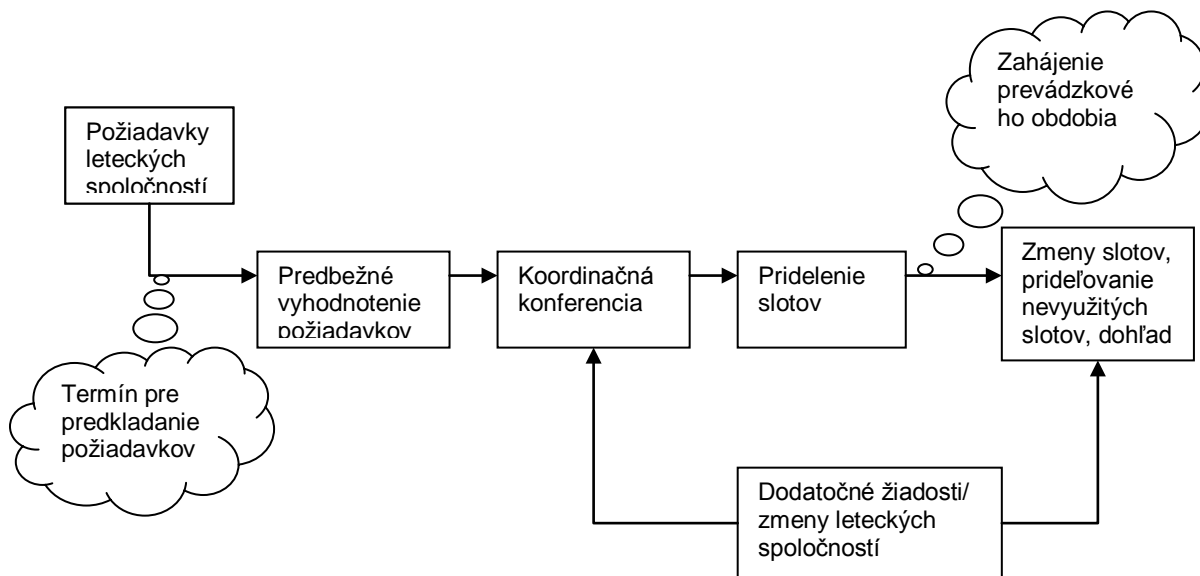 Zahájenie
prevádzkové
ho obdobia
Požiadavky
leteckých
spoločností
Predbežné
vyhodnotenie
požiadavkov
Koordinačná
konferencia
Pridelenie
slotov
Zmeny slotov,
prideľovanie
nevyužitých
slotov, dohľad
Termín pre
predkladanie
požiadavkov
Dodatočné žiadosti/
zmeny leteckých
spoločností